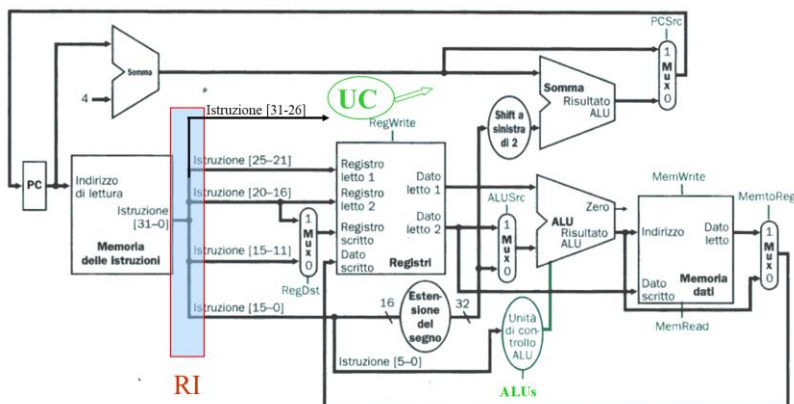 PCSrc
1
Mux
0
Somma
4
Somma
Risultato
ALU
Shift a
sinistra
di 2
UC
Istruzione [31-26]
RegWrite
PC
Indirizzo
di lettura
Istruzione
[31–0]
Memoria
delle istruzioni
Istruzione [25–21]
Istruzione [20–16]
Istruzione [15–11]
Istruzione [15–0]
1
Mux
0
RegDst
Registro
letto 1
Registro
letto 2
Registro
scritto
Dato
scritto
Dato
letto 1
Dato
letto 2
Registri
ALUSrc
1
Mux
0
Zero
ALU
Risultato
ALU
MemWrite
Indirizzo
Dato
letto
Dato
scritto
Memoria
dati
MemRead
MemtoReg
1
Mux
0
16
Estensione
del
segno
32
Istruzione [5–0]
Unità
di controllo
ALU
RI
ALUs